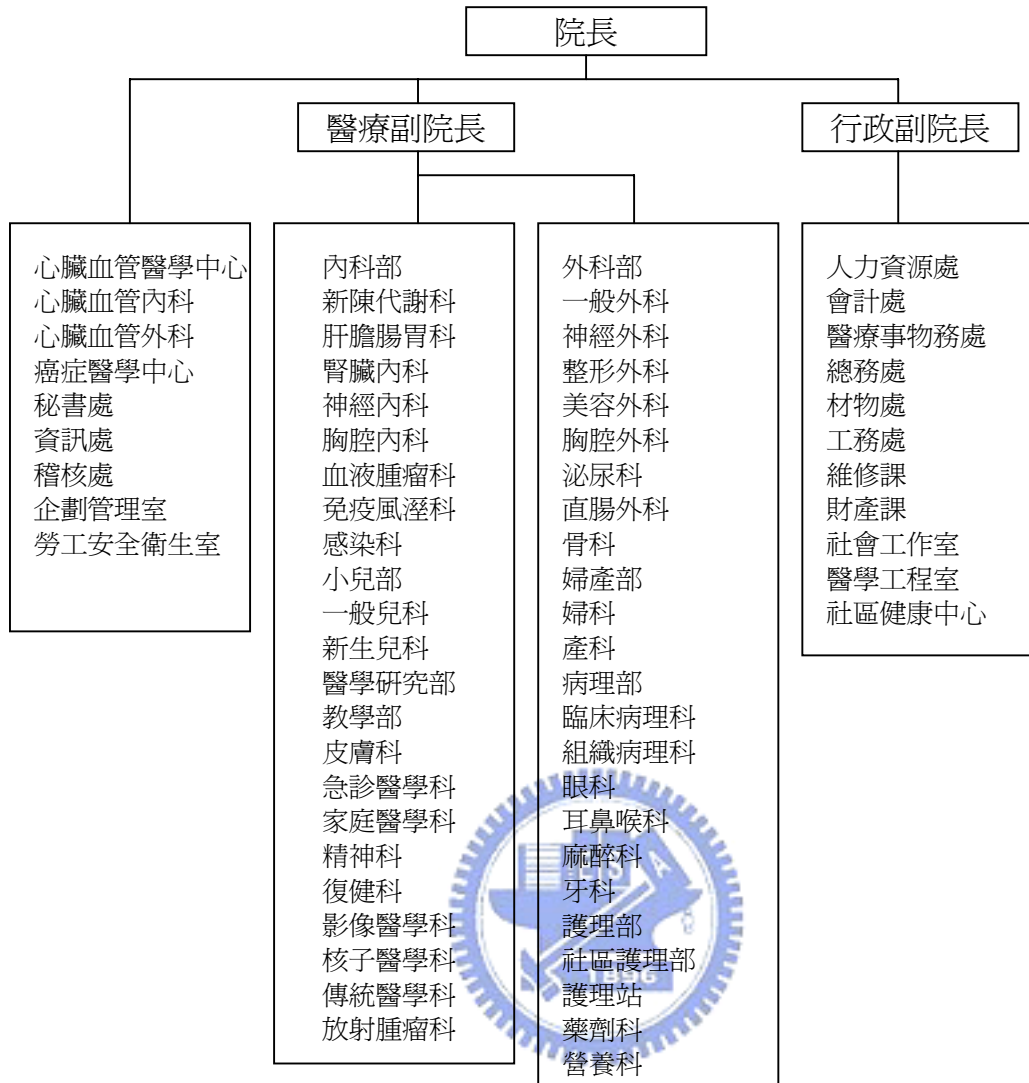 院長
醫療副院長
行政副院長
心臟血管醫學中心
心臟血管內科
心臟血管外科
癌症醫學中心
秘書處
資訊處
稽核處
企劃管理室
勞工安全衛生室
內科部
新陳代謝科
肝膽腸胃科
腎臟內科
神經內科
胸腔內科
血液腫瘤科
免疫風溼科
感染科
小兒部
一般兒科
新生兒科
醫學研究部
教學部
皮膚科
急診醫學科
家庭醫學科
精神科
復健科
影像醫學科
核子醫學科
傳統醫學科
放射腫瘤科
外科部
一般外科
神經外科
整形外科
美容外科
胸腔外科
泌尿科
直腸外科
骨科
婦產部
婦科
產科
病理部
臨床病理科
組織病理科
眼科
耳鼻喉科
麻醉科
牙科
護理部
社區護理部
護理站
藥劑科
營養科
人力資源處
會計處
醫療事物務處
總務處
材物處
工務處
維修課
財產課
社會工作室
醫學工程室
社區健康中心
1896